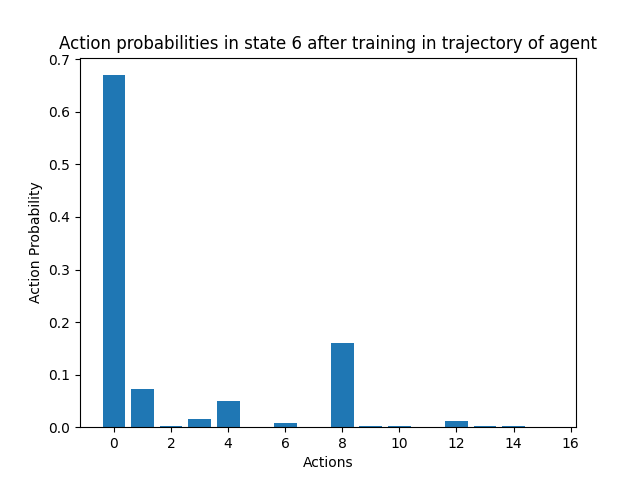 Action probabilities in state 6 after training in trajectory of agent
0.7
0.6
0.5
0.4
0.3
0.2
0.1
0.0
Action Probability
0 2 4 6 8 10 12 14 16
Actions